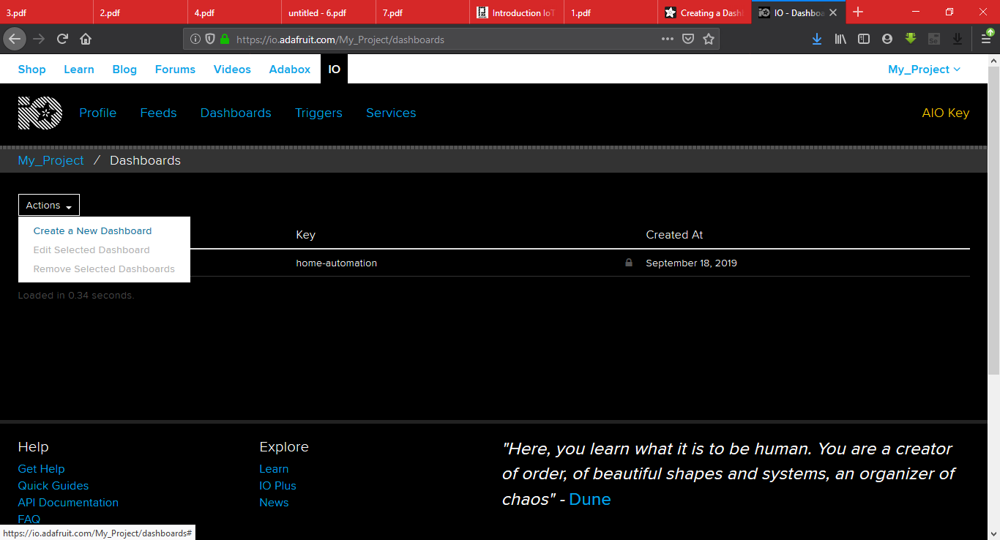 3.pdf 2.pdf 4.pdf untitled - 6.pdf 7.pdf Introduction IoT 1.pdf Creating a Dash IO - Dashboa
https://io.adafruit.com/My_Project/dashboards
Shop Learn Blog Forums Videos Adabox IO My_Project
Profile Feeds Dashboards Triggers Services AIO Key
My_Project / Dashboards
Actions
Create a New Dashboard
Edit Selected Dashboard
Remove Selected Dashboards
Key Created At
home-automation September 18, 2019
Loaded in 0.34 seconds.
Help
Get Help
Quick Guides
API Documentation
FAQ
Explore
Learn
IO Plus
News
"Here, you learn what it is to be human. You are a creator
of order, of beautiful shapes and systems, an organizer of
chaos" - Dune
https://io.adafruit.com/My_Project/dashboards#